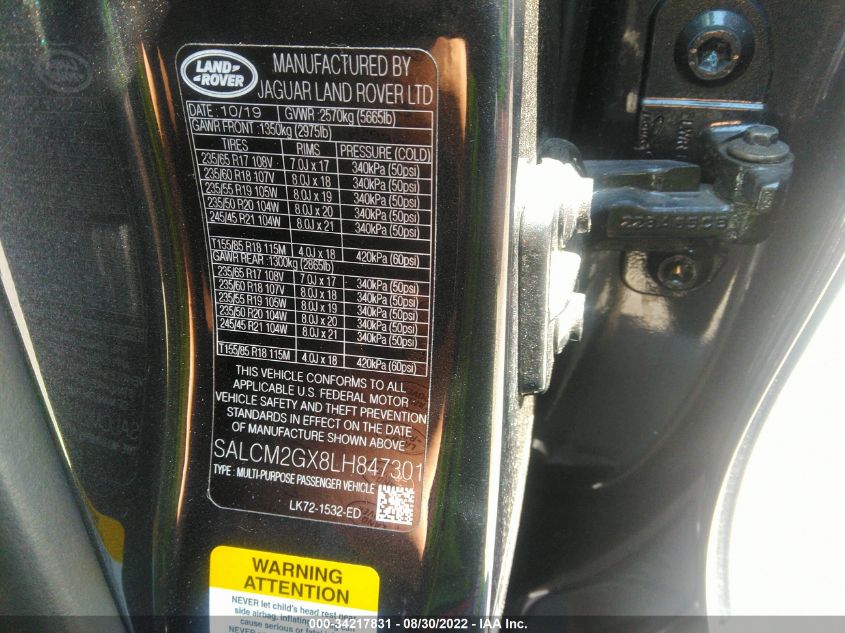 LAND
ROVER
MANUFACTURED BY
JAGUAR LAND ROVER LTD
DATE: 10/19 GVWR :2570kg (5665lb)
GAWR FRONT :1350kg (2975lb)
TIRES RIMS PRESSURE (COLD)
235/65 R17 108V 7.0J x 17 340kPa (50psi)
235/60 R18 107V 8.0J x 18 340kPa (50psi)
235/55 R19 105W 8.0J x 19 340kPa (50psi)
235/50 R20 104W 8.0J x 20 340kPa (50psi)
245/45 R21 104W 8.0J x 21 340kPa (50psi)
T155/85 R18 115M 4.0J x 18 420kPa (60psi)
GAWR REAR :1300kg (2865lb)
235/65 R17 108V 7.0J x 17 340kPa (50psi)
235/60 R18 107V 8.0J x 18 340kPa (50psi)
235/55 R19 105W 8.0J x 19 340kPa (50psi)
235/50 R20 104W 8.0J x 20 340kPa (50psi)
245/45 R21 104W 8.0J x 21 340kPa (50psi)
T155/85 R18 115M 4.0J x 18 420kPa (60psi)
THIS VEHICLE CONFORMS TO ALL
APPLICABLE U.S. FEDERAL MOTOR
VEHICLE SAFETY AND THEFT PREVENTION
STANDARDS IN EFFECT ON THE DATE
OF MANUFACTURE SHOWN ABOVE
SALCM2GX8LH847301
TYPE : MULTI-PURPOSE PASSENGER VEHICLE
LK72-1532-ED
WARNING
ATTENTION
NEVER let child's head rest
side airbag. Inflating
cause serious or
000-34217831 - 08/30/2022 - IAA Inc.